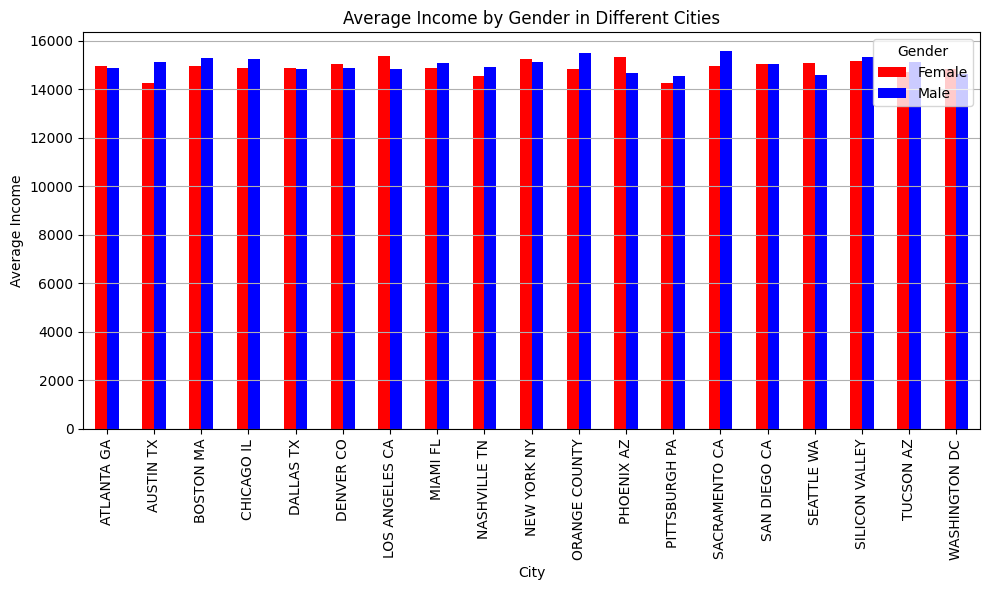 Average Income by Gender in Different Cities
Average Income
16000
14000
12000
10000
8000
6000
4000
2000
0
Gender
Female
Male
ATLANTA GA
AUSTIN TX
BOSTON MA
CHICAGO IL
DALLAS TX
DENVER CO
LOS ANGELES CA
MIAMI FL
NASHVILLE TN
NEW YORK NY
ORANGE COUNTY
PHOENIX AZ
PITTSBURGH PA
SACRAMENTO CA
SAN DIEGO CA
SEATTLE WA
SILICON VALLEY
TUCSON AZ
WASHINGTON DC
City